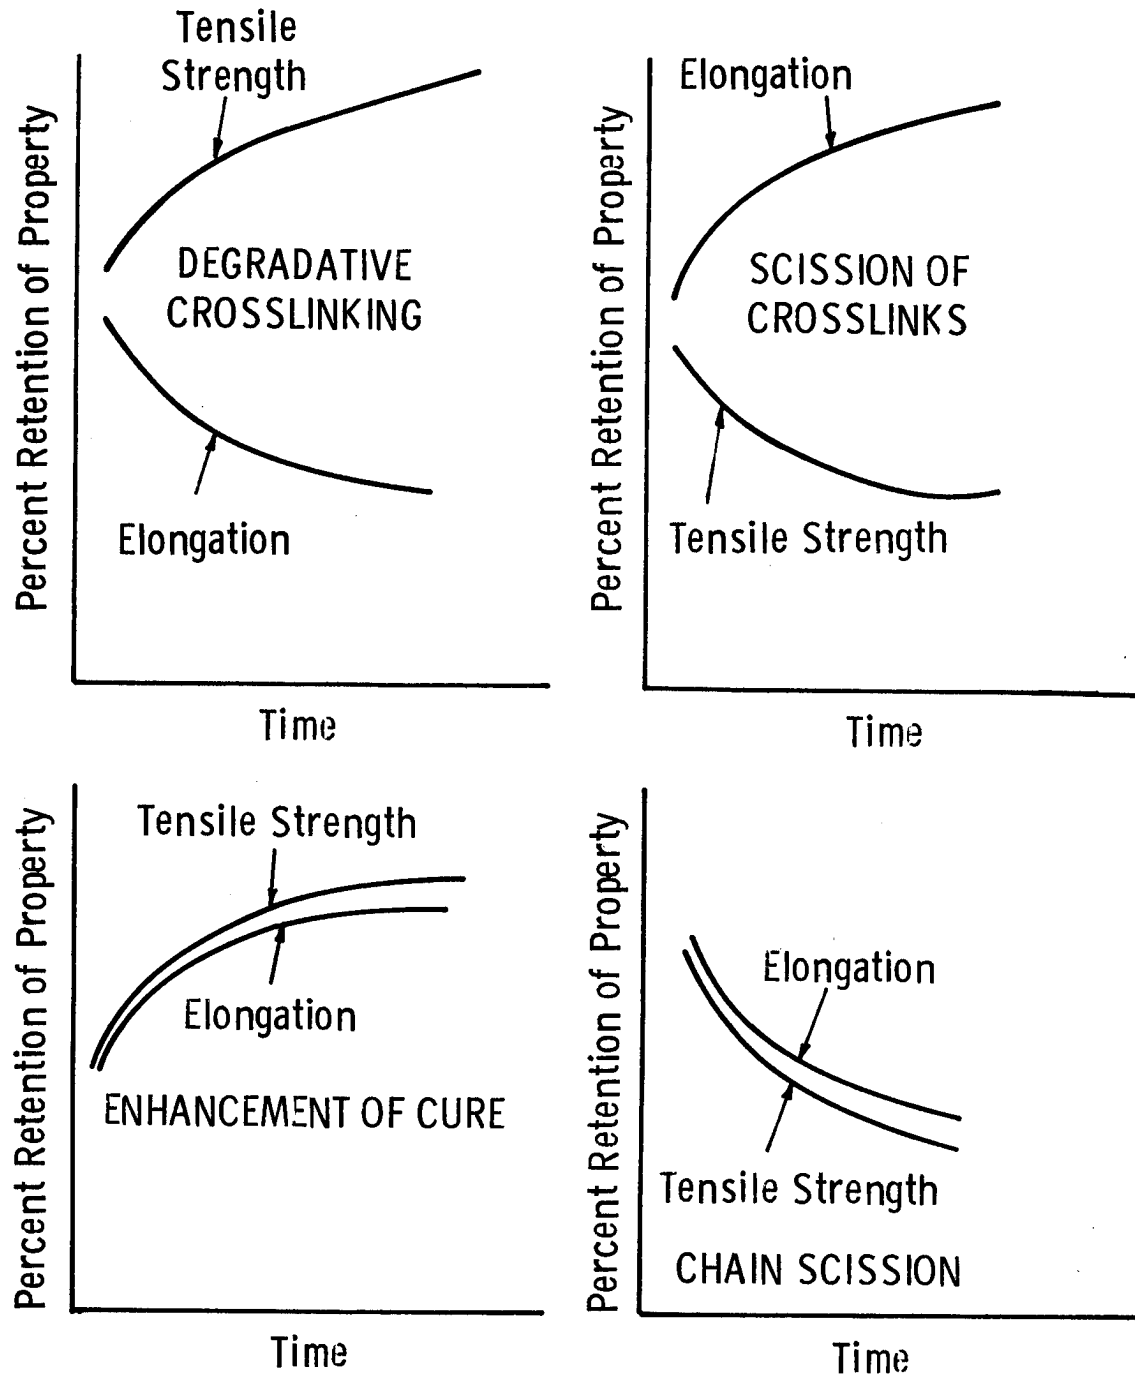 Tensile
Strength
Percent Retention of Property
DEGRADATIVE
CROSSLINKING
Elongation
Time
Elongation
Percent Retention of Property
SCISSION OF
CROSSLINKS
Tensile Strength
Time
Tensile Strength
Percent Retention of Property
Elongation
ENHANCEMENT OF CURE
Time
Percent Retention of Property
Elongation
Tensile Strength
CHAIN SCISSION
Time